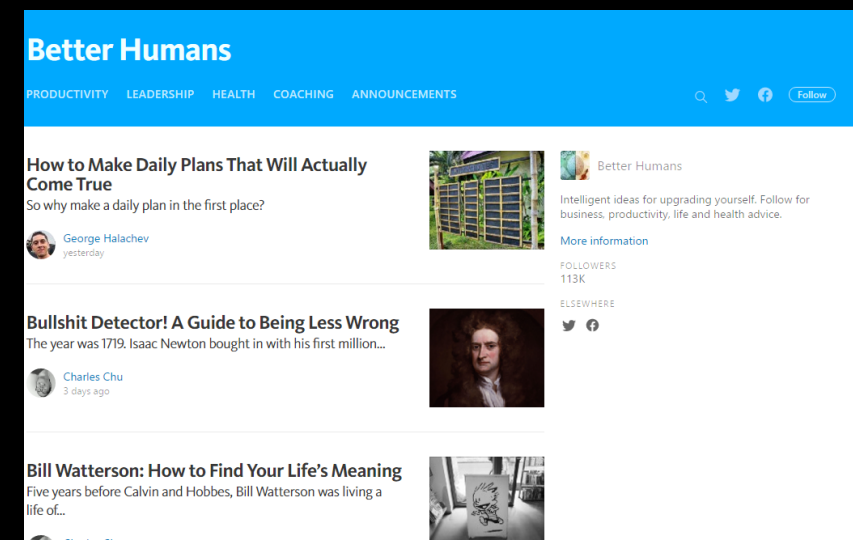 Better Humans
PRODUCTIVITY LEADERSHIP HEALTH COACHING ANNOUNCEMENTS
Follow
How to Make Daily Plans That Will Actually
Come True
So why make a daily plan in the first place?
George Halachev
yesterday
Bullshit Detector! A Guide to Being Less Wrong
The year was 1719. Isaac Newton bought in with his first million...
Charles Chu
3 days ago
Bill Watterson: How to Find Your Life's Meaning
Five years before Calvin and Hobbes, Bill Watterson was living a
life of...
Better Humans
Intelligent ideas for upgrading yourself. Follow for
business, productivity, life and health advice.
More information
FOLLOWERS
113K
ELSEWHERE